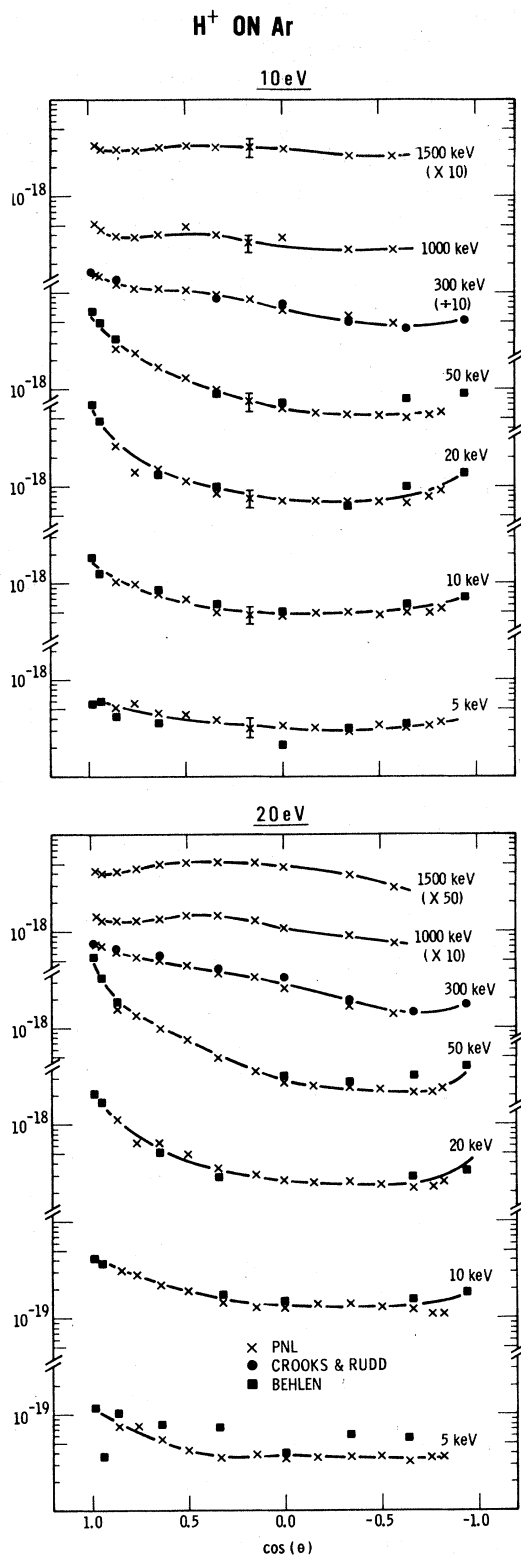 H⁺ ON Ar
10 eV
1500 keV
(X 10)
10⁻¹⁸
1000 keV
300 keV
(÷10)
50 keV
10⁻¹⁸
20 keV
10⁻¹⁸
10 keV
10⁻¹⁸
5 keV
10⁻¹⁸
20 eV
1500 keV
(X 50)
10⁻¹⁸
1000 keV
(X 10)
300 keV
10⁻¹⁸
50 keV
10⁻¹⁸
20 keV
10 keV
10⁻¹⁹
× PNL
● CROOKS & RUDD
■ BEHLEN
10⁻¹⁹
5 keV
1.0 0.5 0.0 -0.5 -1.0
cos (θ)